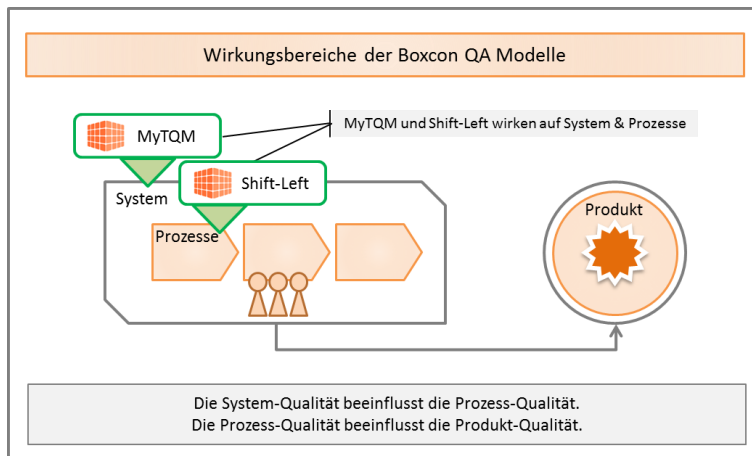 Wirkungsbereiche der Boxcon QA Modelle
MyTQM
MyTQM und Shift-Left wirken auf System & Prozesse
Shift-Left
System
Prozesse
Produkt
Die System-Qualität beeinflusst die Prozess-Qualität.
Die Prozess-Qualität beeinflusst die Produkt-Qualität.